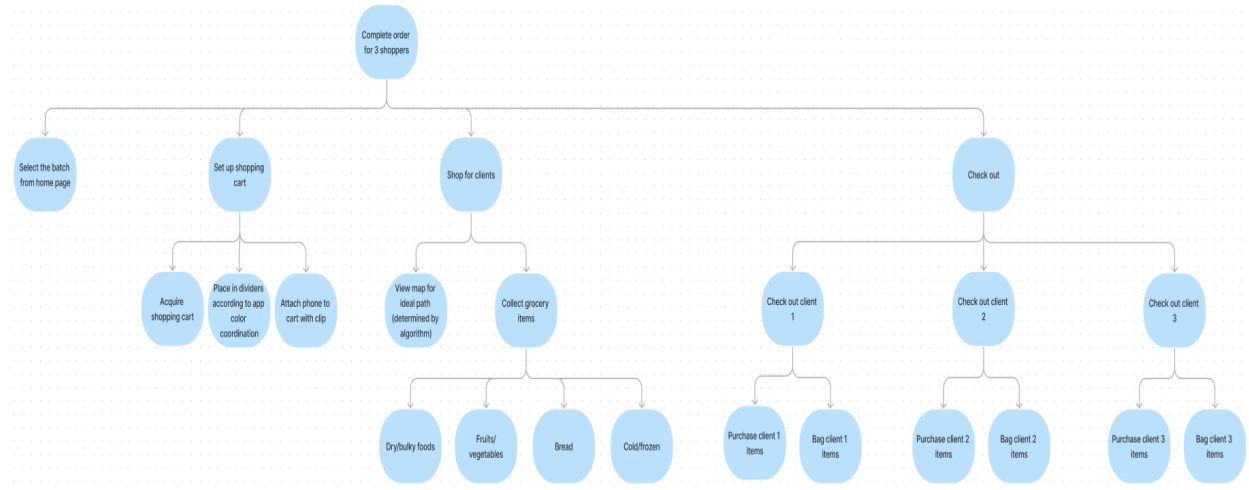 Complete order
for 3 shoppers
Select the batch
from home page
Set up shopping
cart
Shop for clients
Check out
Acquire
shopping cart
Place in dividers
according to app
color
coordination
Attach phone to
cart with clip
View map for
ideal path
(determined by
algorithm)
Collect grocery
items
Check out client
1
Check out client
2
Check out client
3
Dry/bulky foods
Fruits/
vegetables
Bread
Cold/frozen
Purchase client 1
items
Bag client 1
items
Purchase client 2
items
Bag client 2
items
Purchase client 3
items
Bag client 3
items